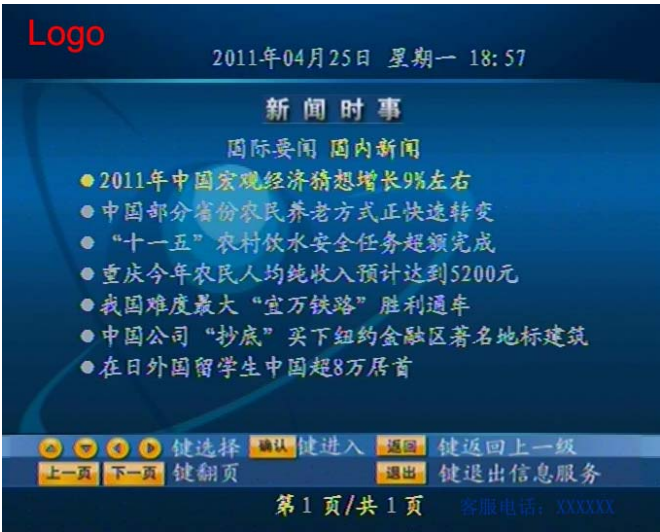 Logo
2011年04月25日 星期一 18:57
新闻时事
国际要闻 国内新闻
2011年中国宏观经济猜想增长9%左右
中国部分省份农民养老方式正快速转变
“十一五”农村饮水安全任务超额完成
重庆今年农民人均纯收入预计达到5200元
我国难度最大“宜万铁路”胜利通车
中国公司“抄底”买下纽约金融区著名地标建筑
在日外国留学生中国超8万居首
键选择 确认 键进入 返回 键返回上一级
上一页 下一页 键翻页 退出 键退出信息服务
第1页/共1页 客服电话: XXXXXX